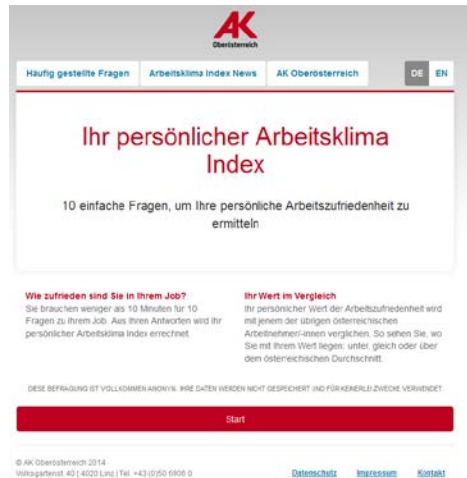 AK
Oberösterreich
Häufig gestellte Fragen
Arbeitsklima Index News
AK Oberösterreich
DE
EN
Ihr persönlicher Arbeitsklima
Index
10 einfache Fragen, um Ihre persönliche Arbeitszufriedenheit zu
ermitteln
Wie zufrieden sind Sie in Ihrem Job?
Sie brauchen weniger als 10
Minuten für 10
Fragen zu Ihrem Job. Aus Ihren Antworten wird Ihr
persönlicher Arbeitsklima Index errechnet.
Ihr Wert im Vergleich
Ihr persönlicher Wert der Arbeitszufriedenheit wird
mit jenem der übrigen österreichischen
Arbeitnehmer/-innen verglichen. So sehen Sie, wo
Sie mit Ihrem Wert liegen: unter, gleich oder über
dem österreichischen Durchschnitt.
DIESE BEFRAGUNG IST VOLLKOMMEN ANONYM. IHRE DATEN WERDEN NICHT GESPEICHERT UND FÜR KEINERLEI ZWECKE VERWENDET.
Start
© AK Oberösterreich 2014
Volksgartenstr. 40 | 4020 Linz | Tel. +43 (0)50 6906 0
Datenschutz
Impressum
Kontakt